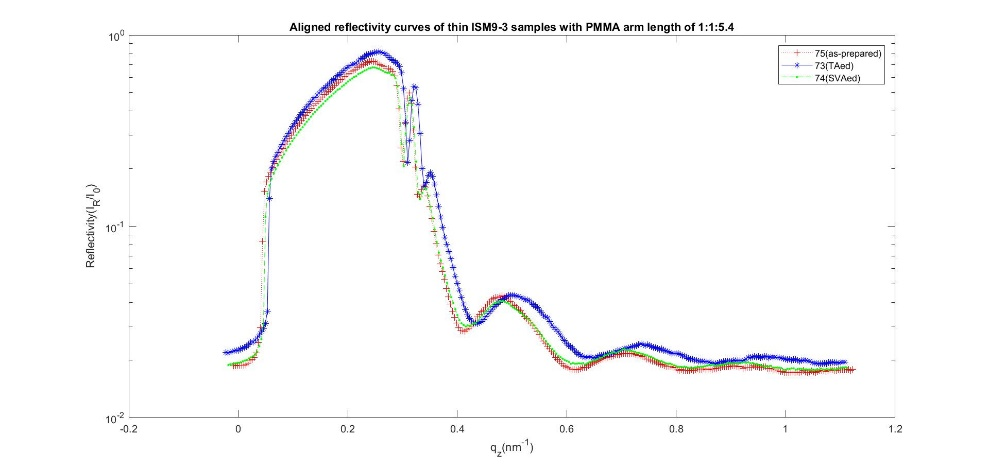 Aligned reflectivity curves of thin ISM9-3 samples with PMMA arm length of 1:1:5.4
75(as-prepared)
73(TAed)
74(SVAed)
10^0
10^-1
10^-2
Reflectivity(I_R/I_0)
-0.2 0 0.2 0.4 0.6 0.8 1 1.2
q_z(nm^-1)